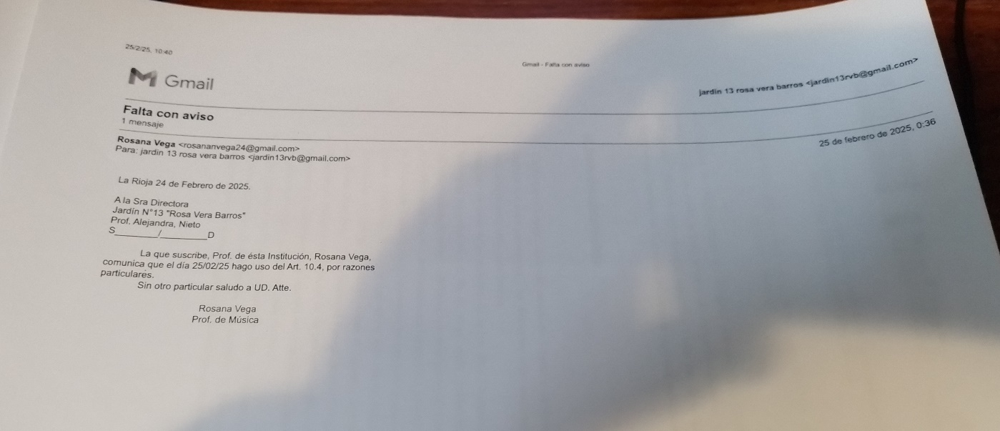 25/2/25, 10:40
Gmail - Falta con aviso
Gmail
jardin 13 rosa vera barros <jardin13rvb@gmail.com>
Falta con aviso
1 mensaje
Rosana Vega <rosananvega24@gmail.com>
25 de febrero de 2025, 0:36
Para: jardin 13 rosa vera barros <jardin13rvb@gmail.com>
La Rioja 24 de Febrero de 2025.
A la Sra Directora
Jardín N°13 "Rosa Vera Barros"
Prof. Alejandra, Nieto
S________/_________D
La que suscribe, Prof. de ésta Institución, Rosana Vega,
comunica que el día 25/02/25 hago uso del Art. 10.4, por razones
particulares.
Sin otro particular saludo a UD. Atte.
Rosana Vega
Prof. de Música